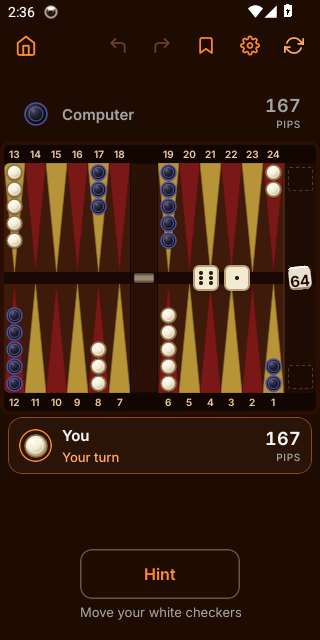 2:36
Computer
167
PIPS
13 14 15 16 17 18 19 20 21 22 23 24
64
12 11 10 9 8 7 6 5 4 3 2 1
You
Your turn
167
PIPS
Hint
Move your white checkers